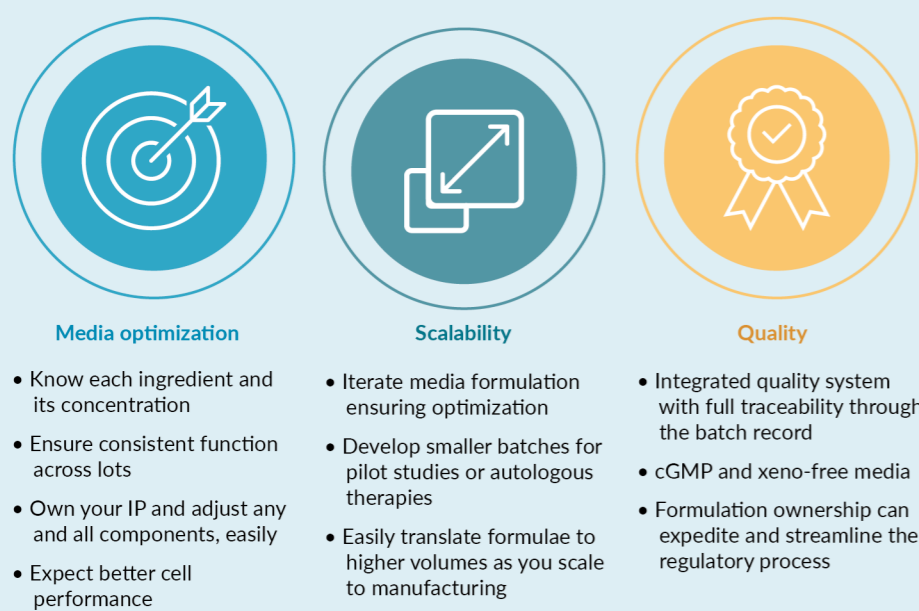 Media optimization
• Know each ingredient and
its concentration
• Ensure consistent function
across lots
• Own your IP and adjust any
and all components, easily
• Expect better cell
performance
Scalability
• Iterate media formulation
ensuring optimization
• Develop smaller batches for
pilot studies or autologous
therapies
• Easily translate formulae to
higher volumes as you scale
to manufacturing
Quality
• Integrated quality system
with full traceability through
the batch record
• cGMP and xeno-free media
• Formulation ownership can
expedite and streamline the
regulatory process